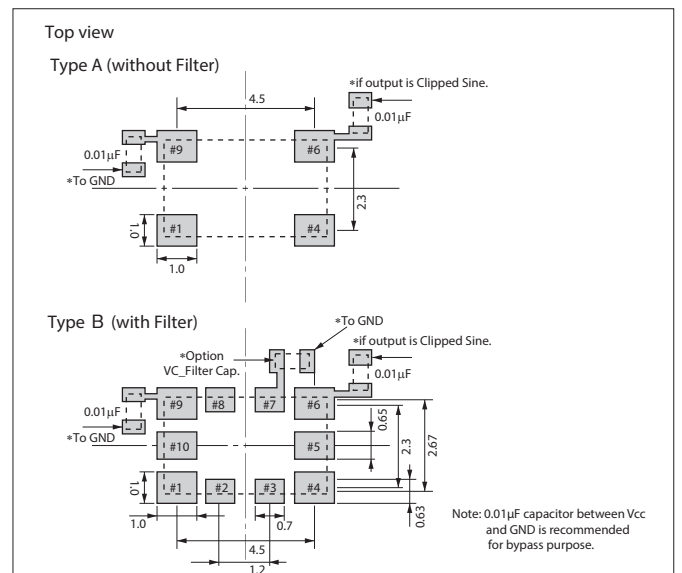 Top view
Type A (without Filter)
*if output is Clipped Sine.
4.5
0.01µF
#9
#6
0.01µF
*To GND
2.3
1.0
#1
#4
1.0
Type B (with Filter)
*To GND
*if output is Clipped Sine.
*Option
VC_Filter Cap.
0.01µF
#9
#8
#7
#6
0.01µF
*To GND
0.65
2.3
2.67
#10
#5
1.0
#1
#2
#3
#4
0.63
1.0
0.7
4.5
1.2
Note: 0.01µF capacitor between Vcc
and GND is recommended
for bypass purpose.